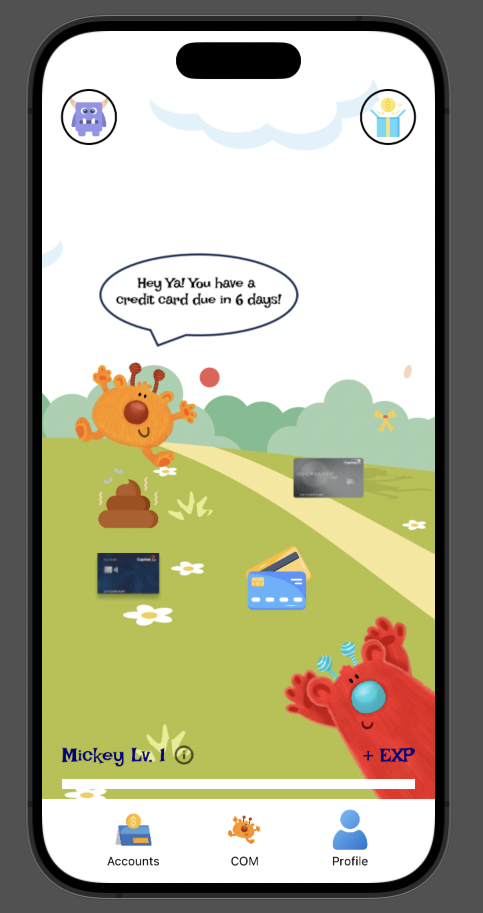 Hey Ya! You have a
credit card due in 6 days!
Mickey Lv. 1
+ EXP
Accounts
COM
Profile